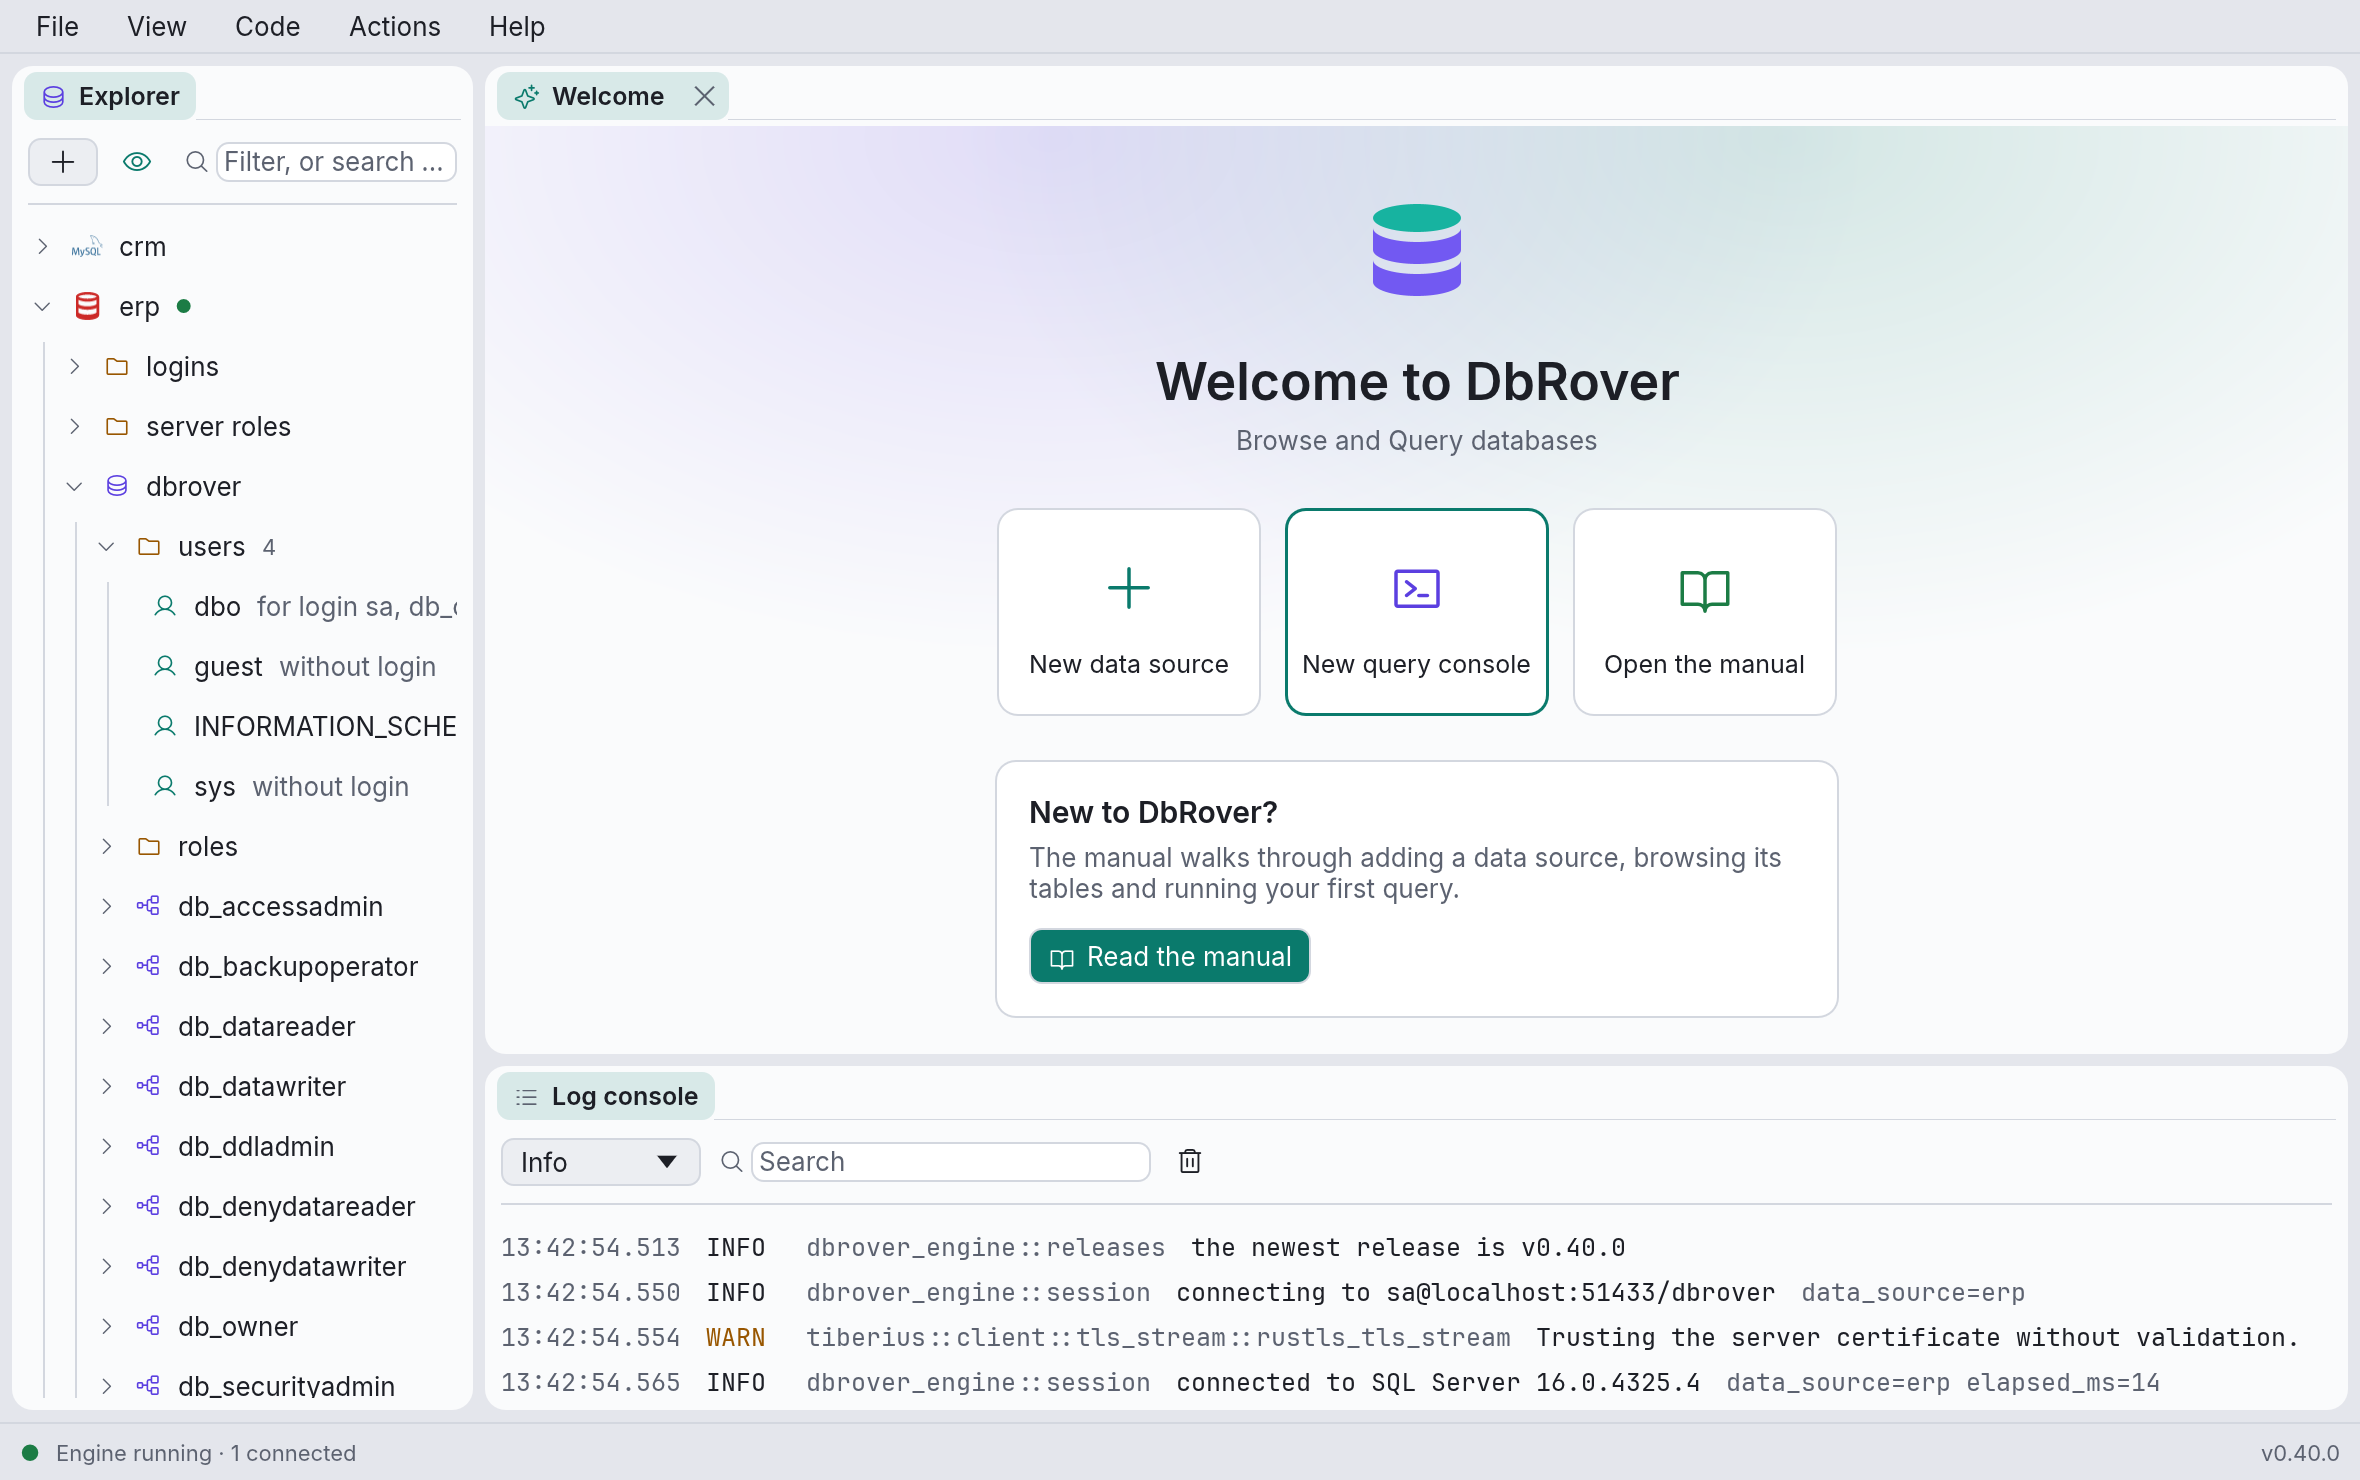 File View Code Actions Help
Explorer
Filter, or search ...
MySQL crm
erp
logins
server roles
dbrover
users 4
dbo for login sa, db_
guest without login
INFORMATION_SCHE
sys without login
roles
db_accessadmin
db_backupoperator
db_datareader
db_datawriter
db_ddladmin
db_denydatareader
db_denydatawriter
db_owner
db_securityadmin
Welcome
Welcome to DbRover
Browse and Query databases
New data source
New query console
Open the manual
New to DbRover?
The manual walks through adding a data source, browsing its
tables and running your first query.
Read the manual
Log console
Info
Search
13:42:54.513 INFO dbrover_engine::releases the newest release is v0.40.0
13:42:54.550 INFO dbrover_engine::session connecting to sa@localhost:51433/dbrover data_source=erp
13:42:54.554 WARN tiberius::client::tls_stream::rustls_tls_stream Trusting the server certificate without validation.
13:42:54.565 INFO dbrover_engine::session connected to SQL Server 16.0.4325.4 data_source=erp elapsed_ms=14
Engine running · 1 connected
v0.40.0